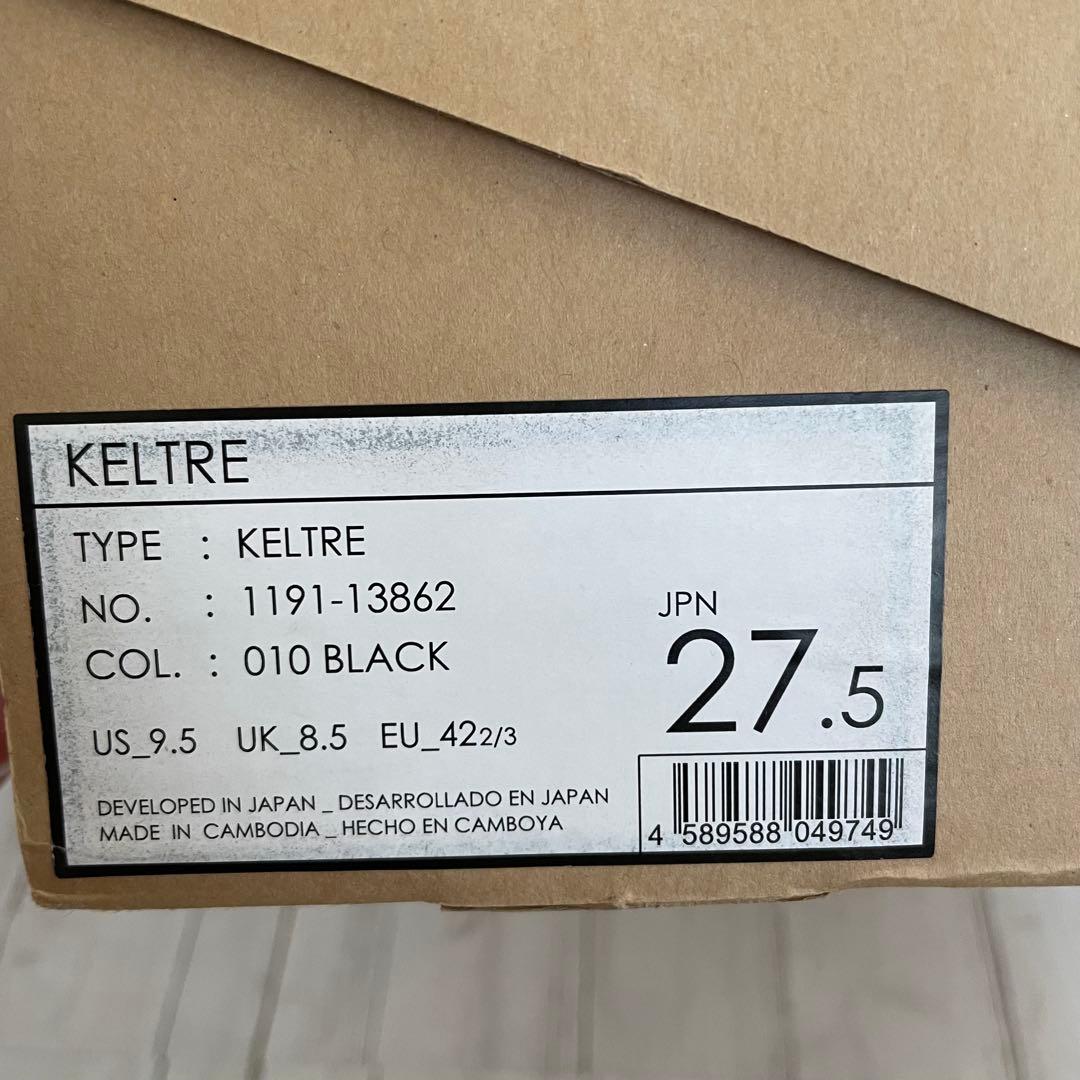 KELTRE
TYPE : KELTRE
NO. : 1191-13862
COL. : 010 BLACK
JPN
27.5
US_9.5 UK_8.5 EU_42 2/3
DEVELOPED IN JAPAN _ DESARROLLADO EN JAPAN
MADE IN CAMBODIA _ HECHO EN CAMBOYA
4 589588 049749